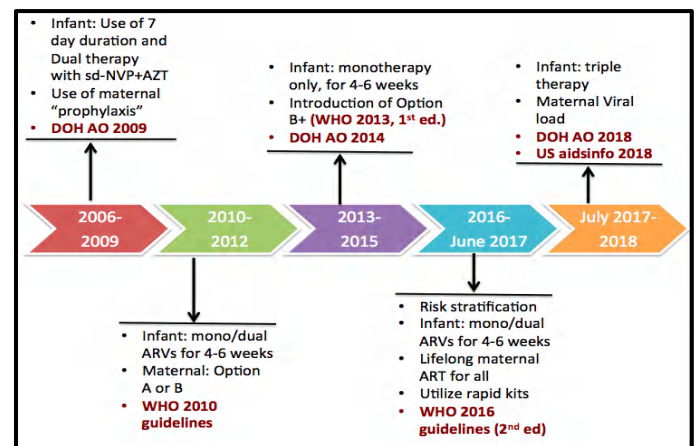 • Infant: Use of 7
day duration and
Dual therapy
with sd-NVP+AZT
• Use of maternal
“prophylaxis”
• DOH AO 2009
• Infant: monotherapy
only, for 4-6 weeks
• Introduction of Option
B+ (WHO 2013, 1st ed.)
• DOH AO 2014
• Infant: triple
therapy
• Maternal Viral
load
• DOH AO 2018
• US aidsinfo 2018
2006-
2009
2010-
2012
2013-
2015
2016-
June 2017
July 2017-
2018
• Infant: mono/dual
ARVs for 4-6 weeks
• Maternal: Option
A or B
• WHO 2010
guidelines
• Risk stratification
• Infant: mono/dual
ARVs for 4-6 weeks
• Lifelong maternal
ART for all
• Utilize rapid kits
• WHO 2016
guidelines (2nd ed)